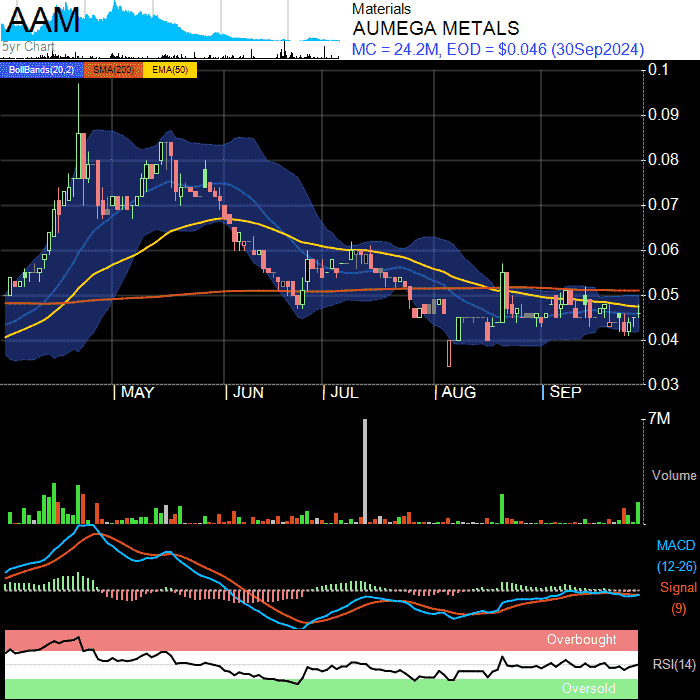 AAM
5yr Chart
Materials
AUMEGA METALS
MC = 24.2M, EOD = $0.046 (30Sep2024)
BollBands(20,2) SMA(200) EMA(50)
0.1
0.09
0.08
0.07
0.06
0.05
0.04
0.03
MAY JUN JUL AUG SEP
7M
Volume
MACD
(12-26)
Signal
(9)
Overbought
RSI(14)
Oversold